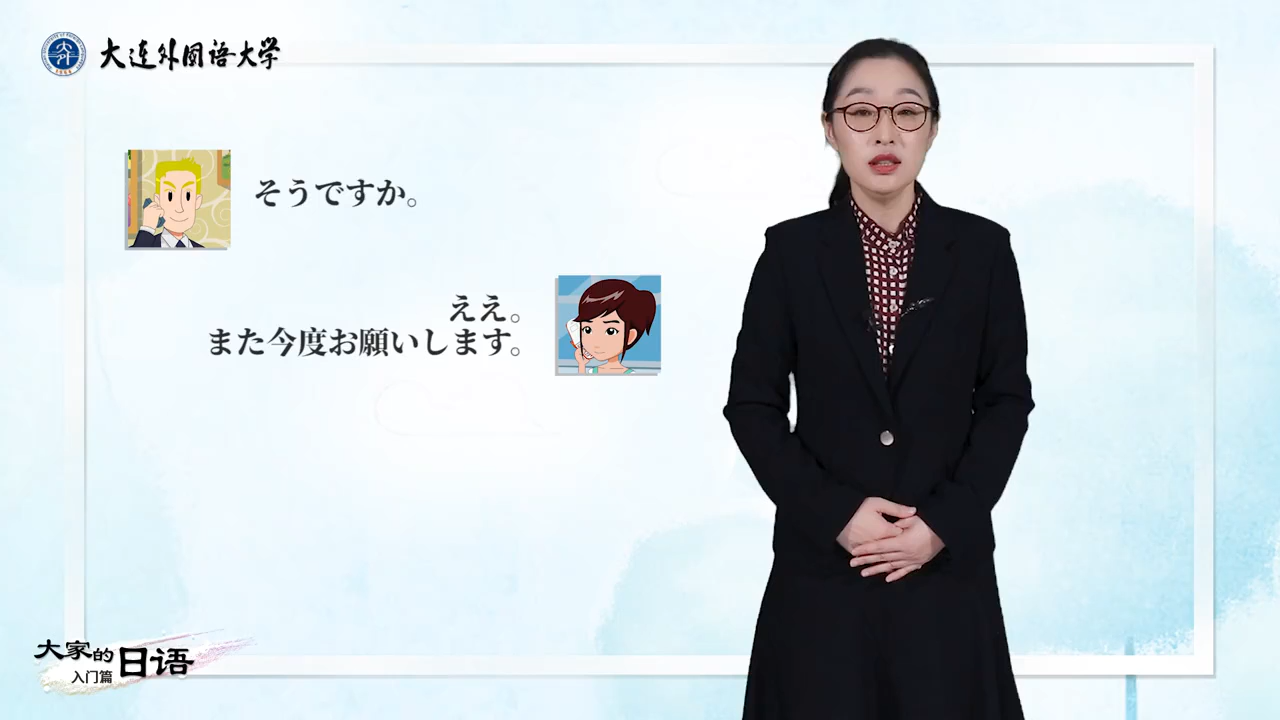 大连外国语大学
そうですか。
ええ。
また今度お願いします。
大家的日语
入门篇